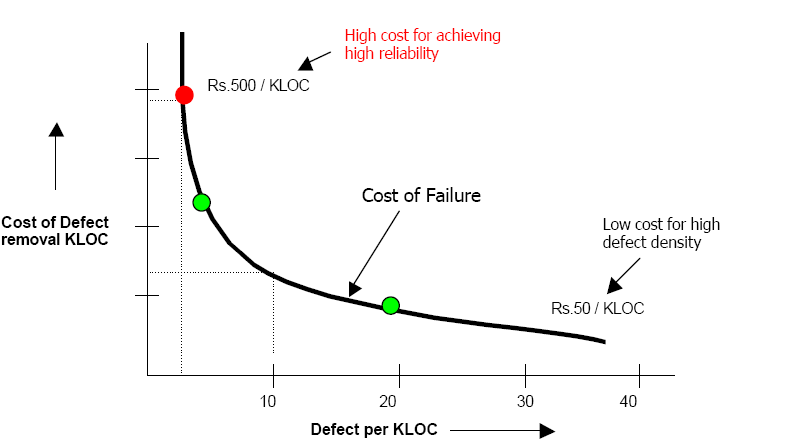 High cost for achieving
high reliability
Rs.500 / KLOC
Cost of Failure
Cost of Defect
removal KLOC
Low cost for high
defect density
Rs.50 / KLOC
10
20
30
40
Defect per KLOC